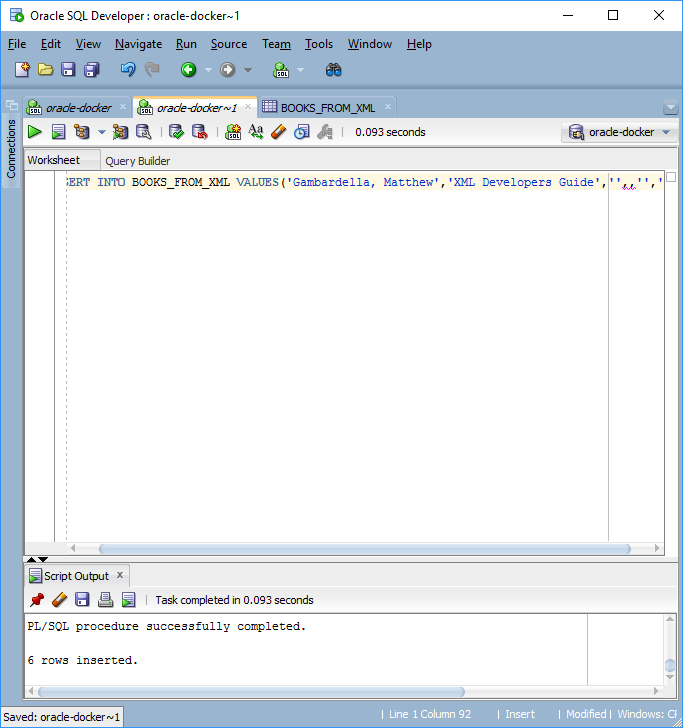 Oracle SQL Developer : oracle-docker~1
File Edit View Navigate Run Source Team Tools Window Help
SQL
oracle-docker oracle-docker~1 BOOKS_FROM_XML
0.093 seconds oracle-docker
Connections
Worksheet Query Builder
ERT INTO BOOKS_FROM_XML VALUES('Gambardella, Matthew','XML Developers Guide','',,'','
Script Output x
Task completed in 0.093 seconds
PL/SQL procedure successfully completed.
6 rows inserted.
Saved: oracle-docker~1 | Line 1 Column 92 | Insert | Modified | Windows: CR